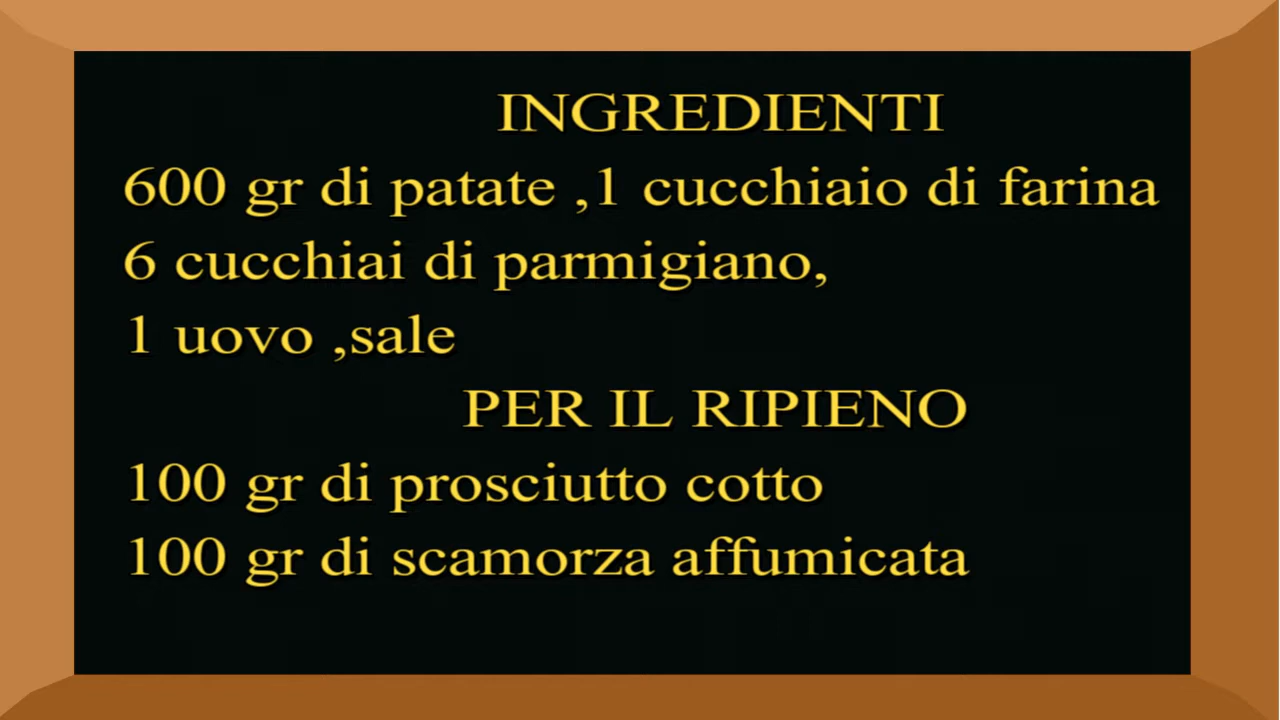 INGREDIENTI
600 gr di patate ,1 cucchiaio di farina
6 cucchiai di parmigiano,
1 uovo ,sale
PER IL RIPIENO
100 gr di prosciutto cotto
100 gr di scamorza affumicata